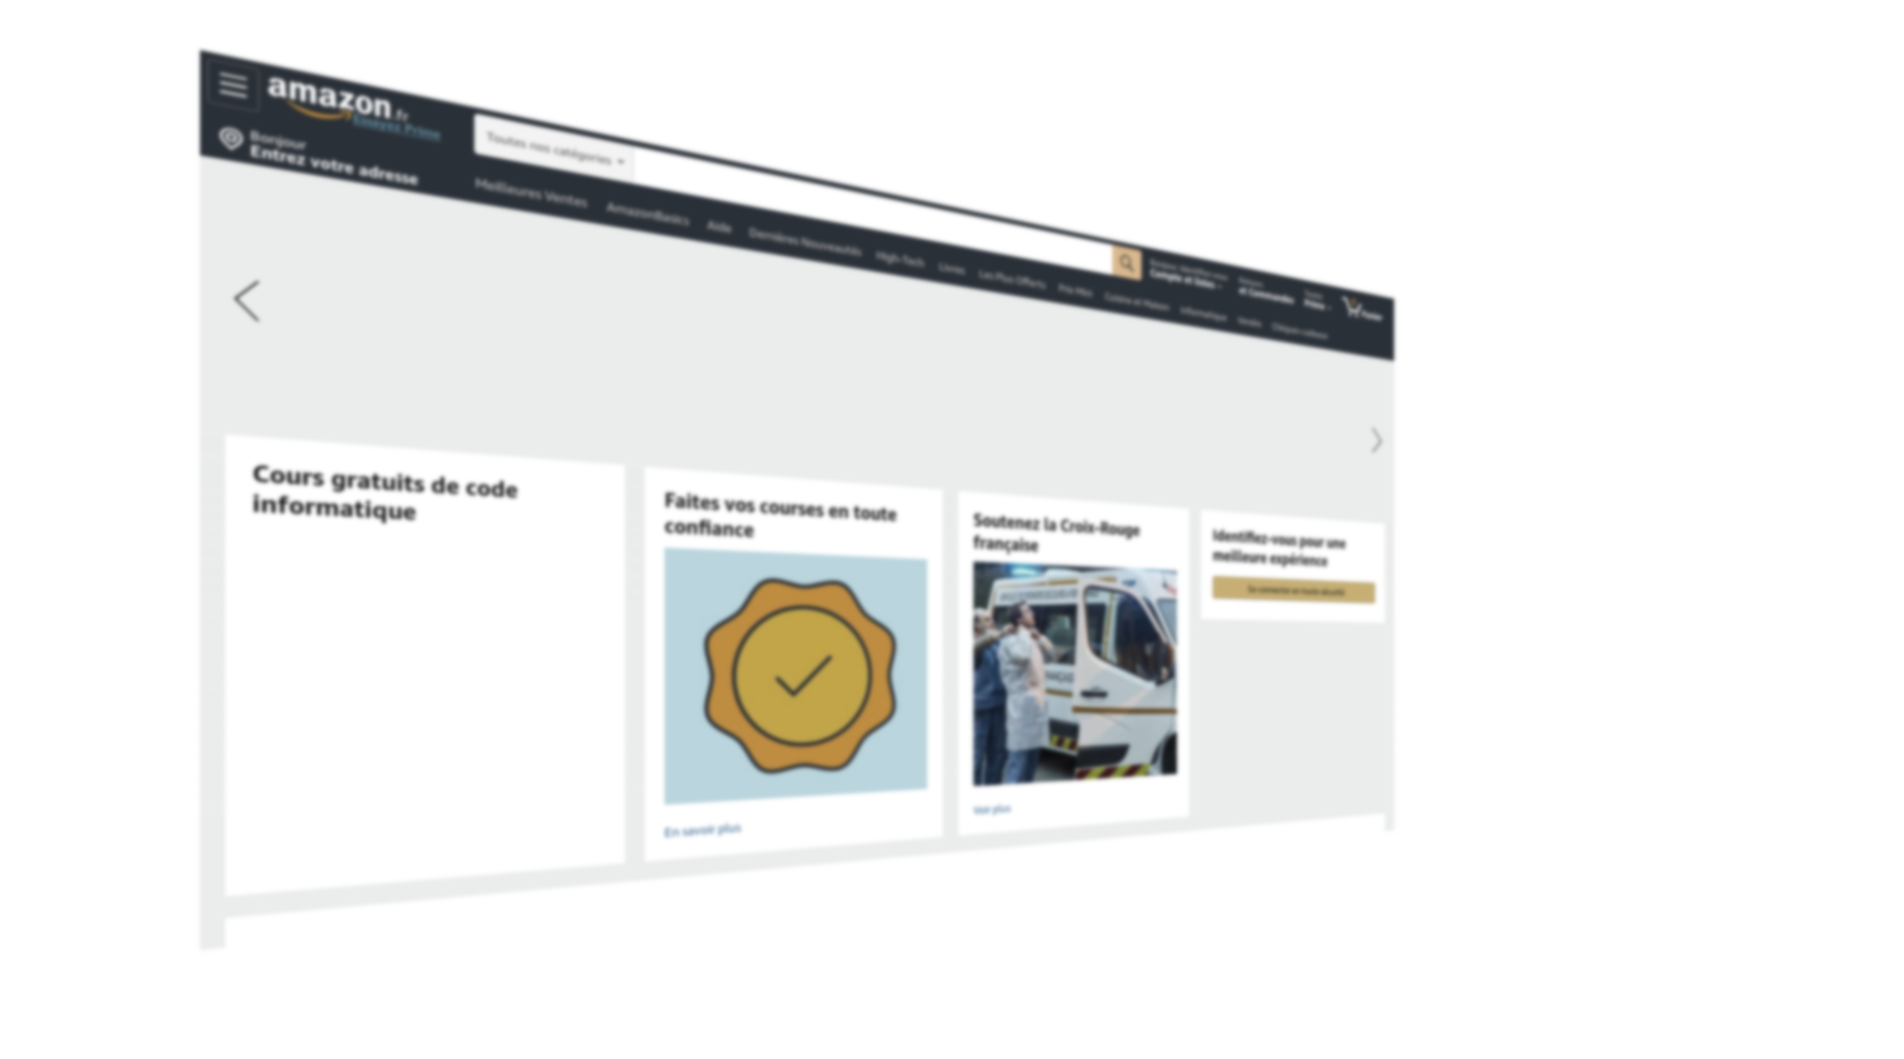 amazon.fr
Essayez Prime
Toutes nos catégories
Bonjour
Entrez votre adresse
Meilleures Ventes
AmazonBasics
Aide
Dernières Nouveautés
High-Tech
Livres
Les Plus Offerts
Prix Mini
Cuisine et Maison
Informatique
Vendre
Chèques-cadeaux
Bonjour, Identifiez-vous
Compte et listes
Retours
et Commandes
Testez
Prime
Panier
Cours gratuits de code
informatique
Faites vos courses en toute
confiance
En savoir plus
Soutenez la Croix-Rouge
française
Voir plus
Identifiez-vous pour une
meilleure expérience
Se connecter en toute sécurité